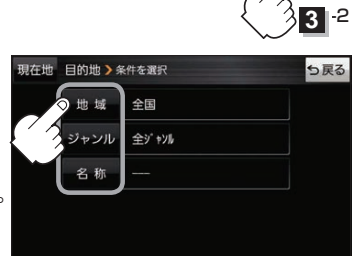 3 -2
現在地 目的地 > 条件を選択 戻る
地 域 全国
ジャンル 全ｼﾞｬﾝﾙ
名 称 ----
。